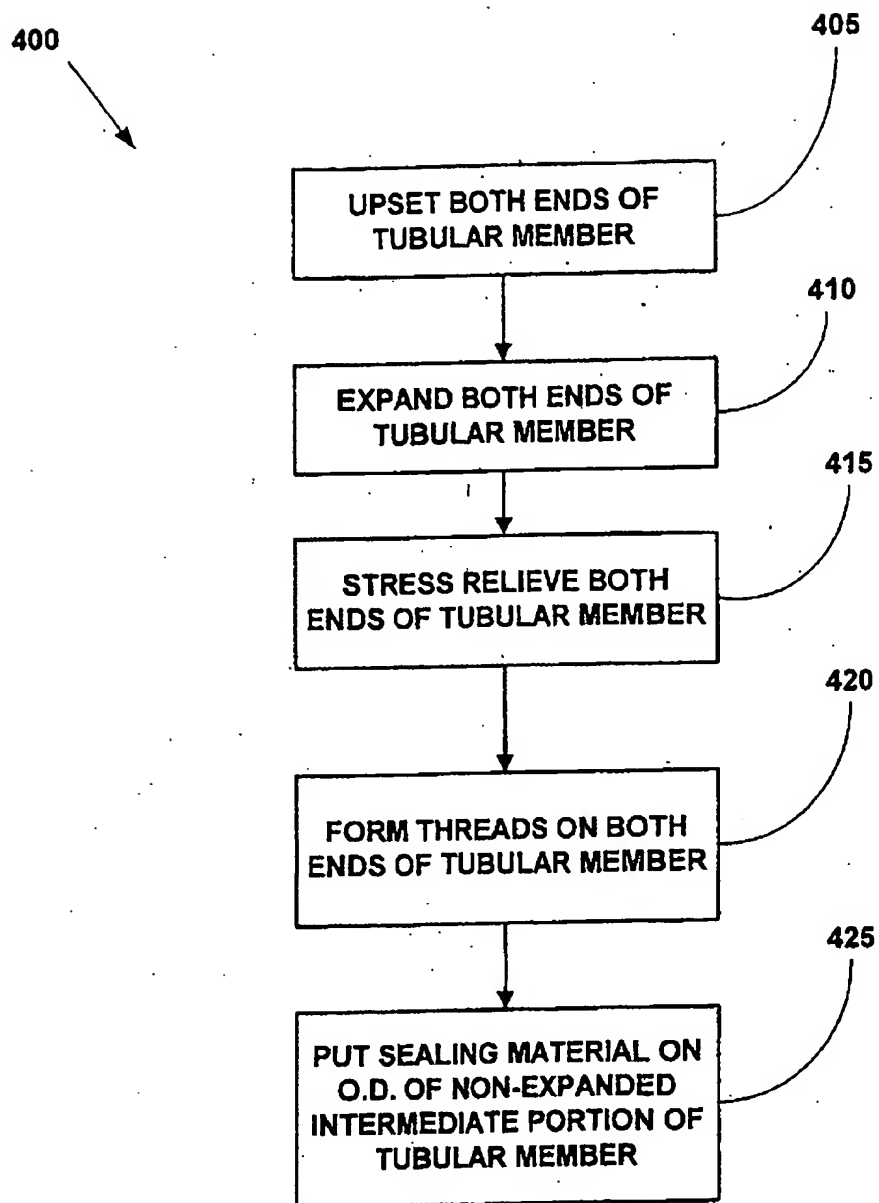 400
405
UPSET BOTH ENDS OF
TUBULAR MEMBER
410
EXPAND BOTH ENDS OF
TUBULAR MEMBER
415
STRESS RELIEVE BOTH
ENDS OF TUBULAR MEMBER
420
FORM THREADS ON BOTH
ENDS OF TUBULAR MEMBER
425
PUT SEALING MATERIAL ON
O.D. OF NON-EXPANDED
INTERMEDIATE PORTION OF
TUBULAR MEMBER